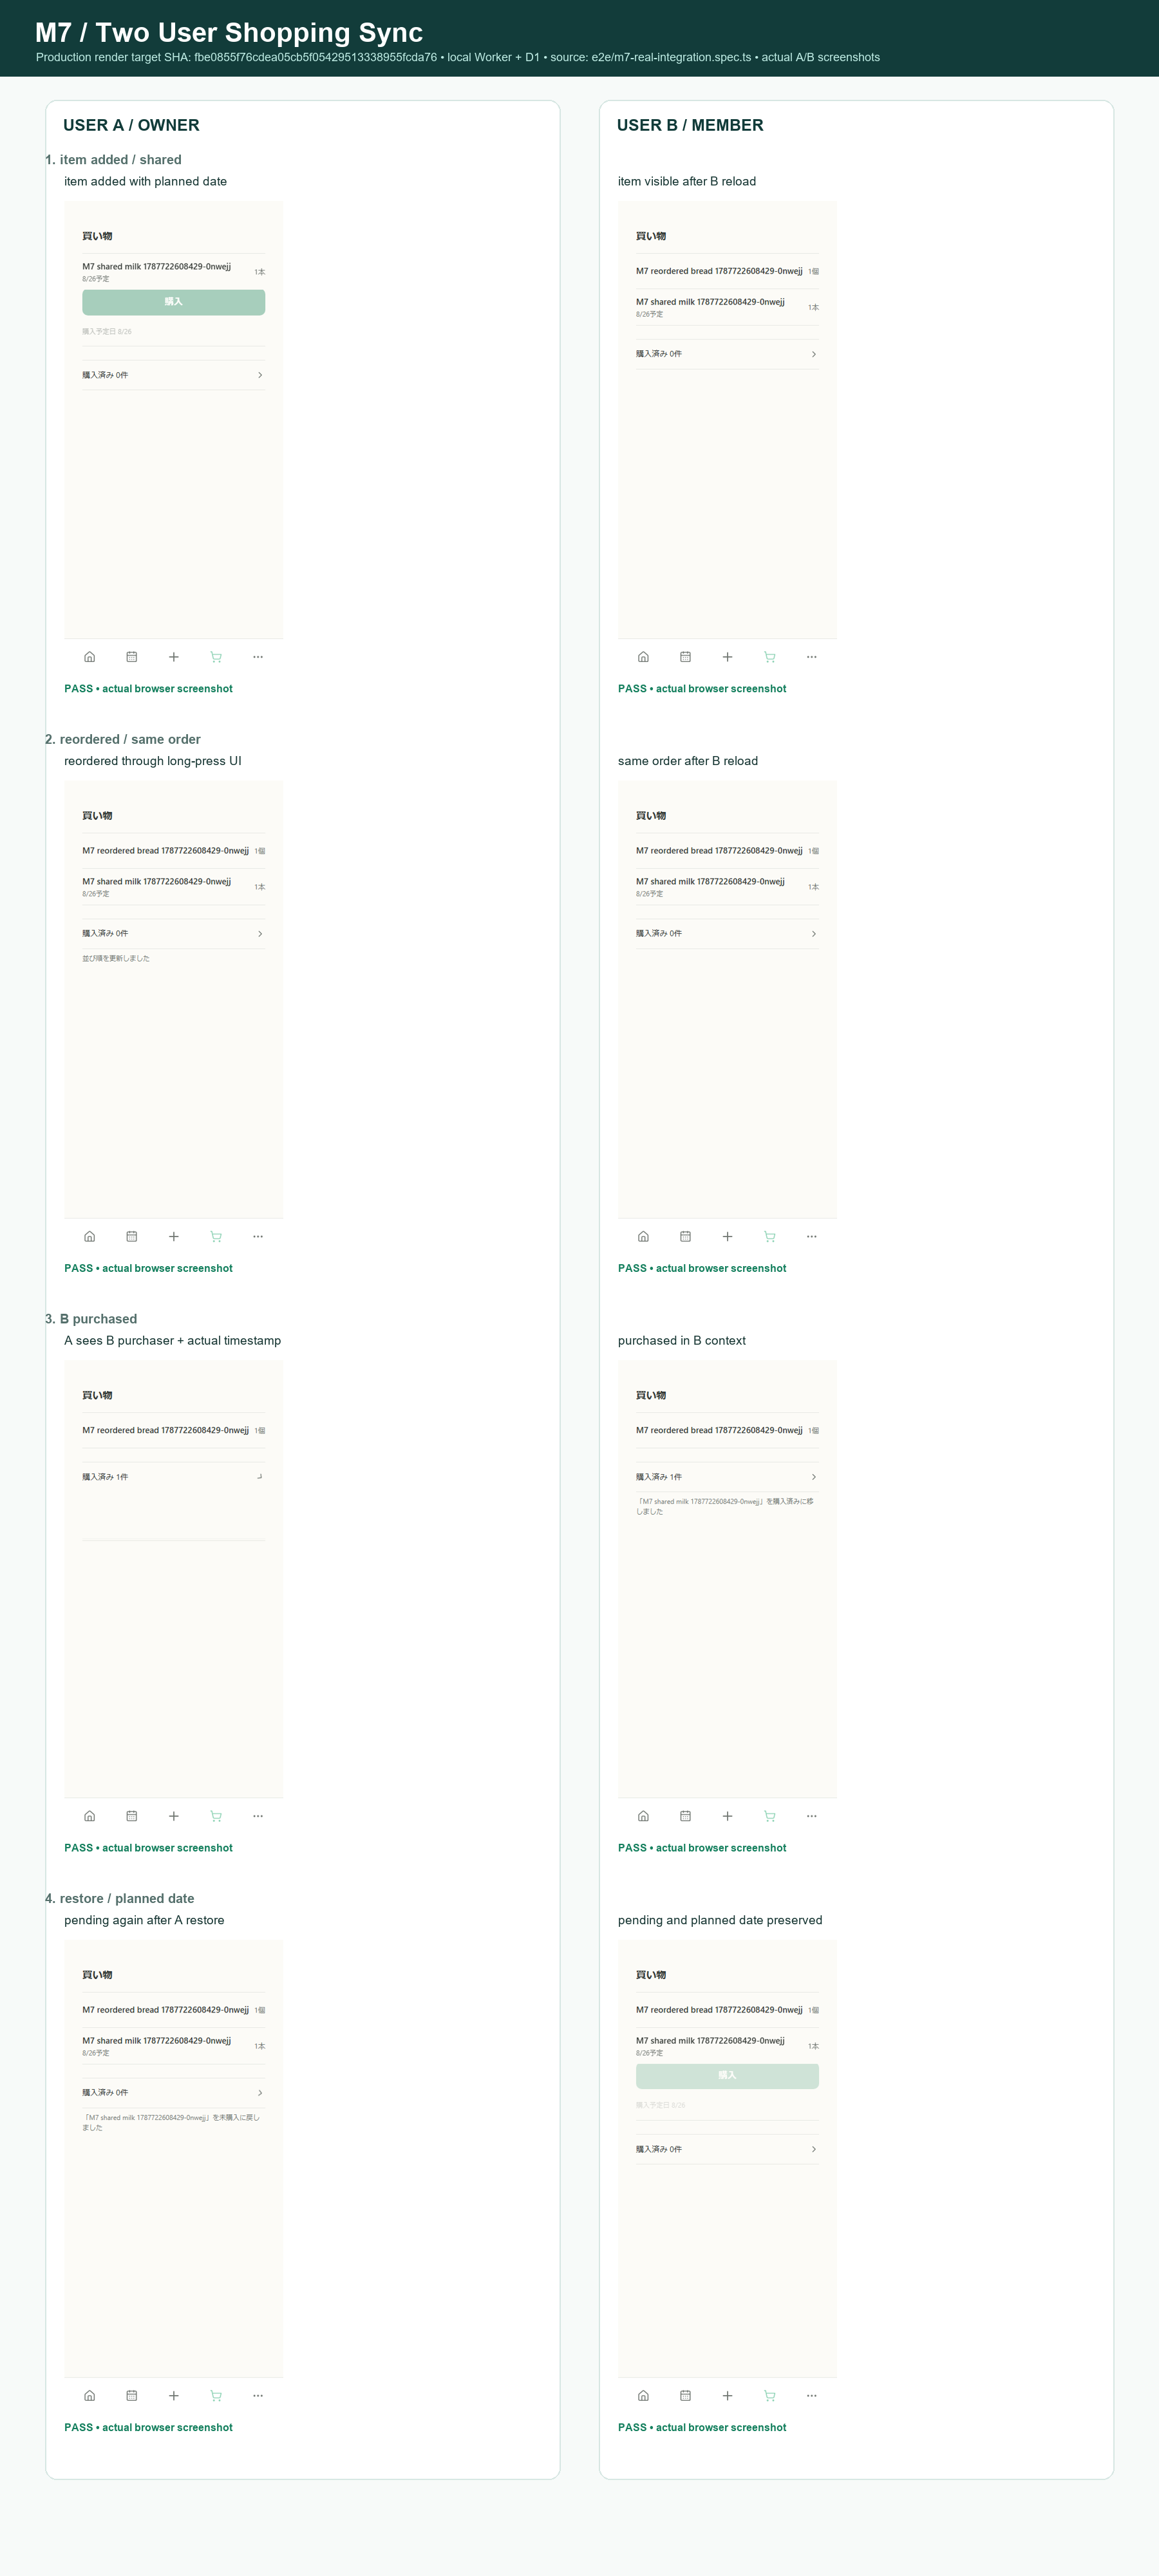 M7 / Two User Shopping Sync
Production render target SHA: fbe0855f76cdea05cb5f05429513338955fcda76 • local Worker + D1 • source: e2e/m7-real-integration.spec.ts • actual A/B screenshots
USER A / OWNER
USER B / MEMBER
1. item added / shared
item added with planned date
買い物
M7 shared milk 1787722608429-0nwejj
1本
8/26予定
購入
購入予定日 8/26
購入済み 0件
PASS • actual browser screenshot
item visible after B reload
買い物
M7 reordered bread 1787722608429-0nwejj 1個
M7 shared milk 1787722608429-0nwejj
1本
8/26予定
購入済み 0件
PASS • actual browser screenshot
2. reordered / same order
reordered through long-press UI
買い物
M7 reordered bread 1787722608429-0nwejj 1個
M7 shared milk 1787722608429-0nwejj
1本
8/26予定
購入済み 0件
並び順を更新しました
PASS • actual browser screenshot
same order after B reload
買い物
M7 reordered bread 1787722608429-0nwejj 1個
M7 shared milk 1787722608429-0nwejj
1本
8/26予定
購入済み 0件
PASS • actual browser screenshot
3. B purchased
A sees B purchaser + actual timestamp
買い物
M7 reordered bread 1787722608429-0nwejj 1個
購入済み 1件
PASS • actual browser screenshot
purchased in B context
買い物
M7 reordered bread 1787722608429-0nwejj 1個
購入済み 1件
「M7 shared milk 1787722608429-0nwejj」を購入済みに移
しました
PASS • actual browser screenshot
4. restore / planned date
pending again after A restore
買い物
M7 reordered bread 1787722608429-0nwejj 1個
M7 shared milk 1787722608429-0nwejj
1本
8/26予定
購入済み 0件
「M7 shared milk 1787722608429-0nwejj」を未購入に戻し
ました
PASS • actual browser screenshot
pending and planned date preserved
買い物
M7 reordered bread 1787722608429-0nwejj 1個
M7 shared milk 1787722608429-0nwejj
1本
8/26予定
購入
購入予定日 8/26
購入済み 0件
PASS • actual browser screenshot